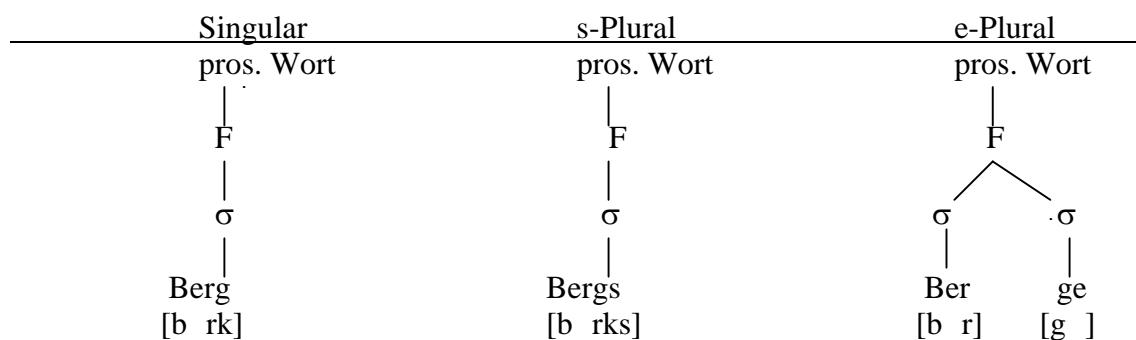 Singular s-Plural e-Plural
pros. Wort pros. Wort pros. Wort
F F F
σ σ σ σ
Berg Bergs Ber ge
[b rk] [b rks] [b r] [g ]